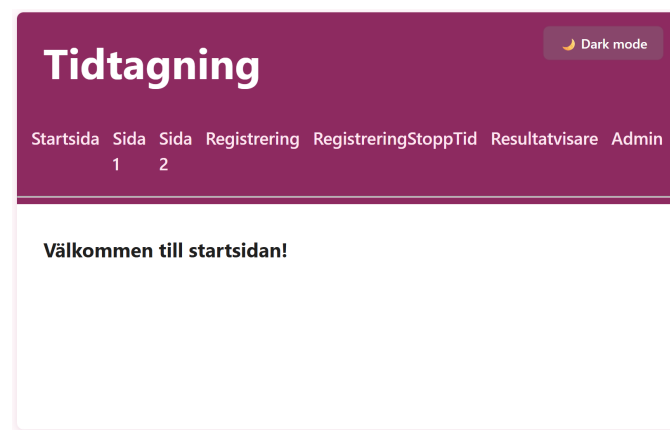 Tidtagning
🌙 Dark mode
Startsida Sida 1 Sida 2 Registrering RegistreringStoppTid Resultatvisare Admin
Välkommen till startsidan!